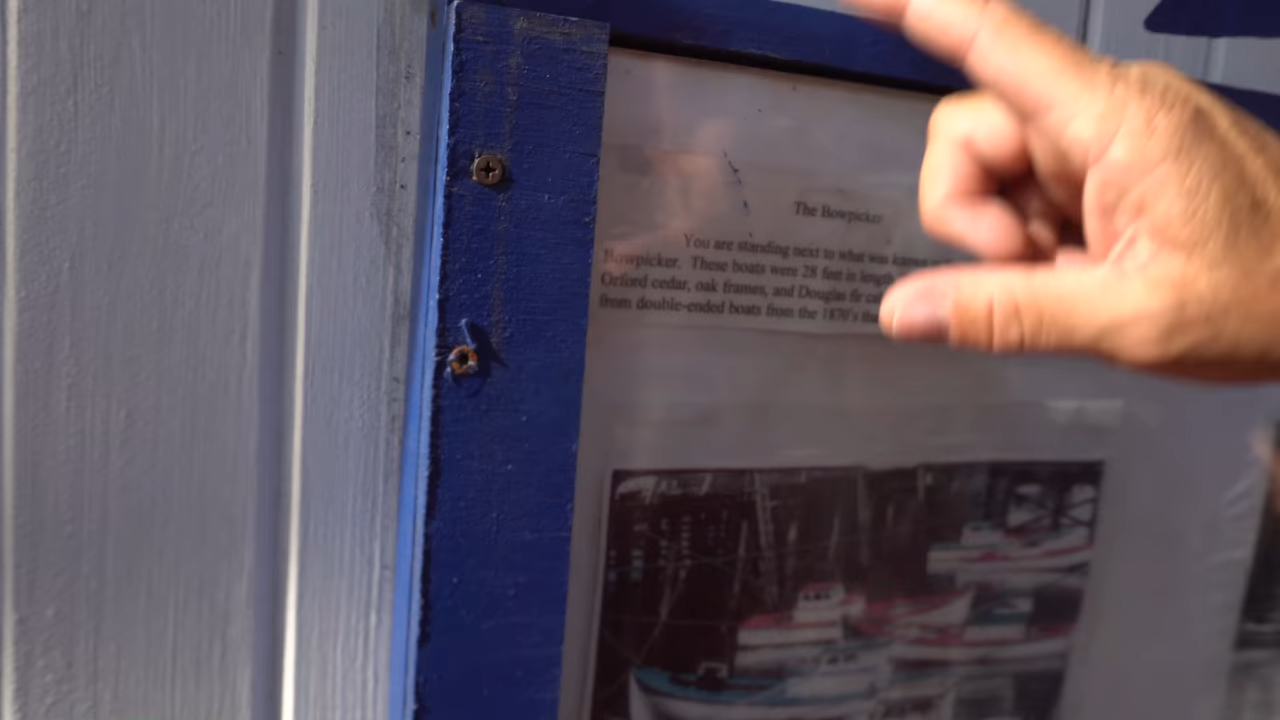 The Bowpicker
You are standing next to what was known
Bowpicker. These boats were 28 feet in length
Orford cedar, oak frames, and Douglas fir
from double-ended boats from the 1870's